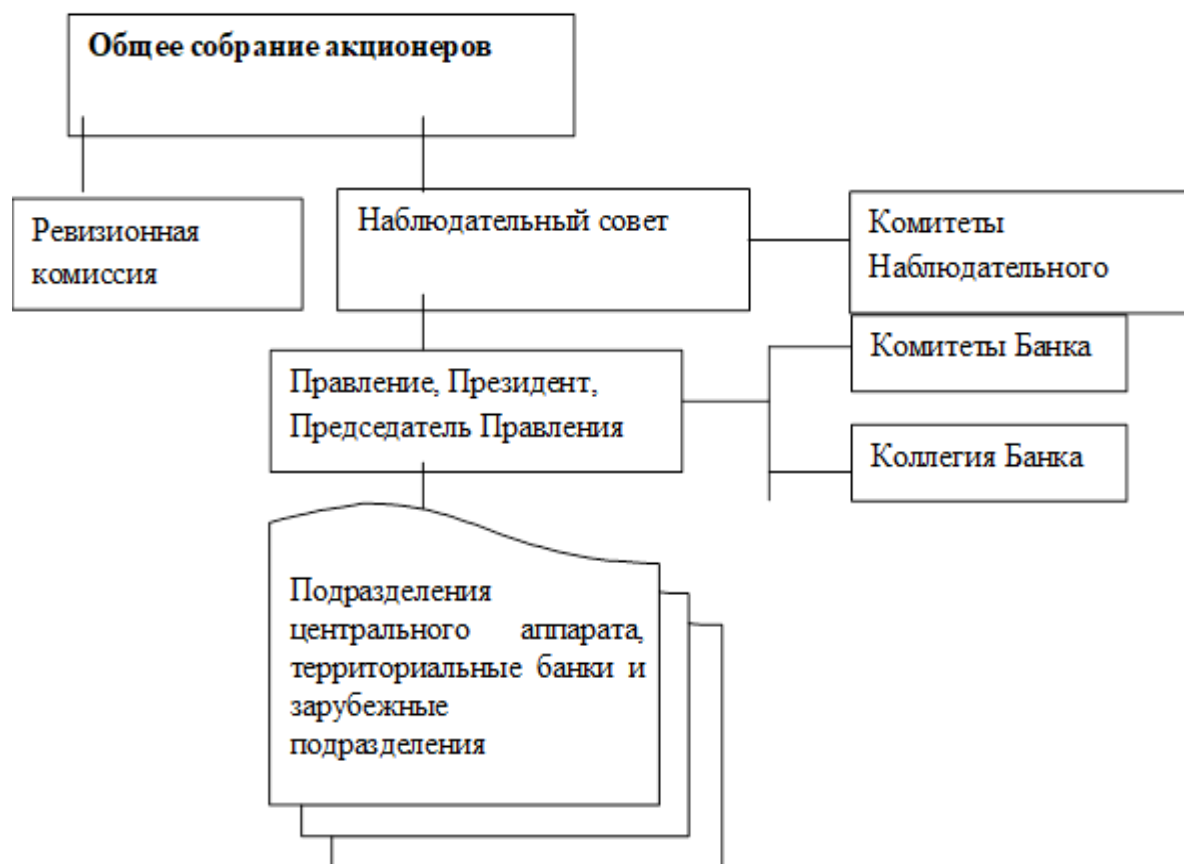 Общее собрание акционеров
Ревизионная
комиссия
Наблюдательный совет
Комитеты
Наблюдательного
Правление, Президент,
Председатель Правления
Комитеты Банка
Коллегия Банка
Подразделения
центрального аппарата,
территориальные банки и
зарубежные
подразделения